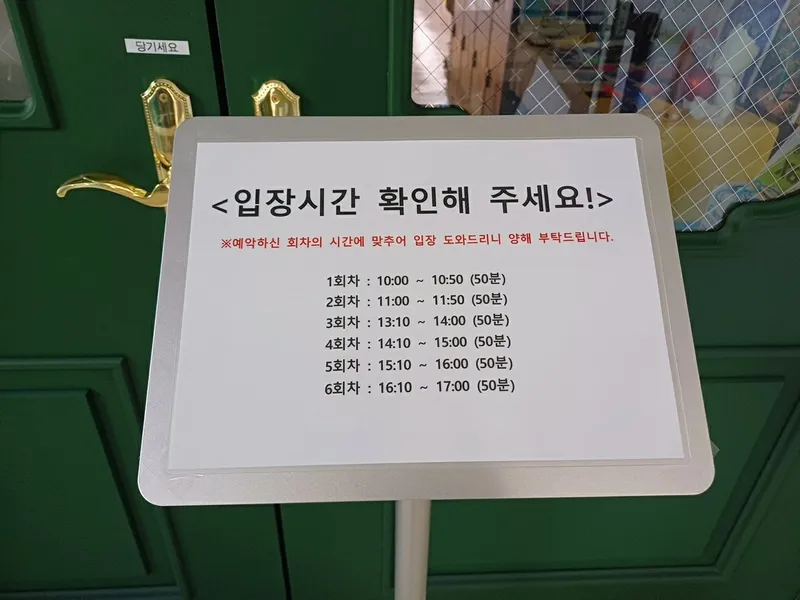 당기세요
<입장시간 확인해 주세요!>
※예약하신 회차의 시간에 맞추어 입장 도와드리니 양해 부탁드립니다.
1회차 : 10:00 ~ 10:50 (50분)
2회차 : 11:00 ~ 11:50 (50분)
3회차 : 13:10 ~ 14:00 (50분)
4회차 : 14:10 ~ 15:00 (50분)
5회차 : 15:10 ~ 16:00 (50분)
6회차 : 16:10 ~ 17:00 (50분)